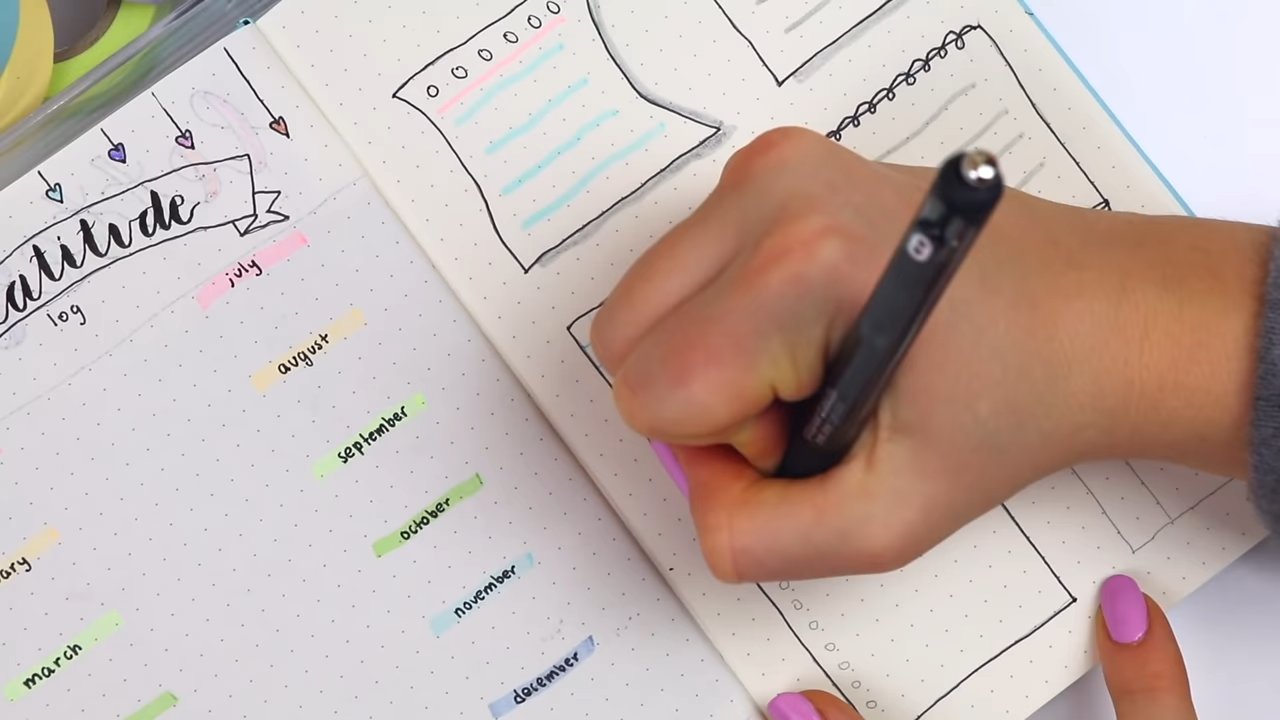 atitude
log
july
august
september
october
november
december
ary
march